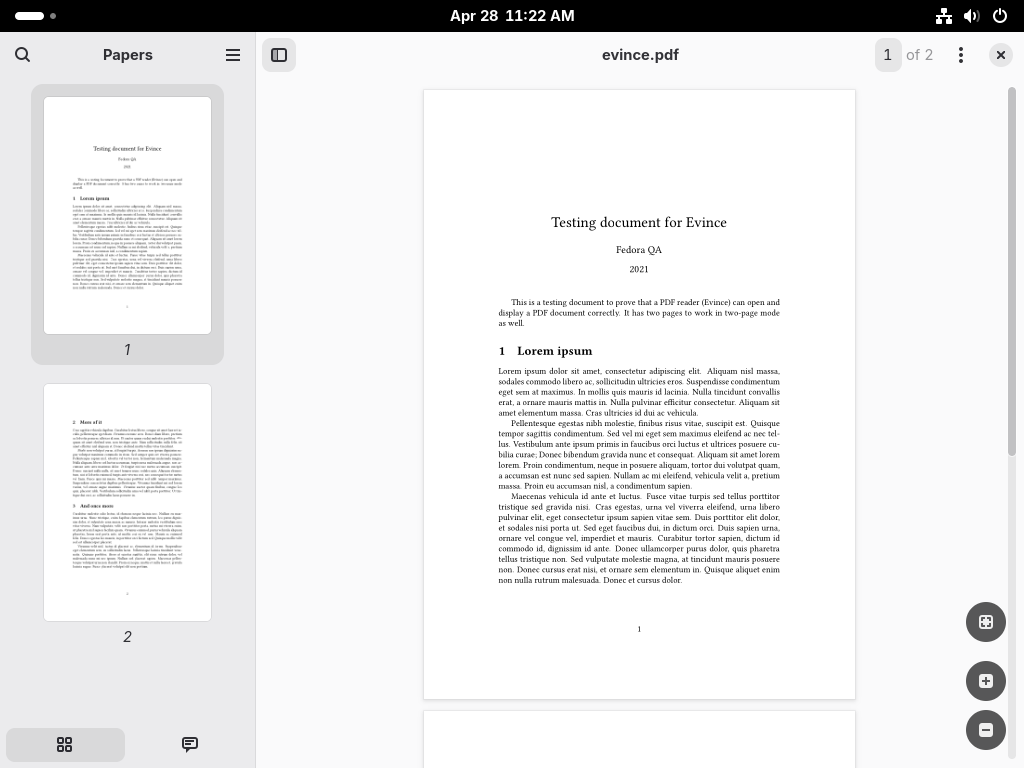 Apr 28 11:22 AM
Papers
evince.pdf
1 of 2
1
2
Testing document for Evince
Fedora QA
2021
This is a testing document to prove that a PDF reader (Evince) can open and
display a PDF document correctly. It has two pages to work in two-page mode
as well.
1 Lorem ipsum
Lorem ipsum dolor sit amet, consectetur adipiscing elit. Aliquam nisl massa,
sodales commodo libero ac, sollicitudin ultricies eros. Suspendisse condimentum
eget sem at maximus. In mollis quis mauris id lacinia. Nulla tincidunt convallis
erat, a ornare mauris mattis in. Nulla pulvinar efficitur consectetur. Aliquam sit
amet elementum massa. Cras ultricies id dui ac vehicula.
Pellentesque egestas nibh molestie, finibus risus vitae, suscipit est. Quisque
tempor sagittis condimentum. Sed vel mi eget sem maximus eleifend ac nec tel-
lus. Vestibulum ante ipsum primis in faucibus orci luctus et ultrices posuere cu-
bilia curae; Donec bibendum gravida nunc et consequat. Aliquam sit amet lorem
lorem. Proin condimentum, neque in posuere aliquam, tortor dui volutpat quam,
a accumsan est nunc sed sapien. Nullam ac mi eleifend, vehicula velit a, pretium
massa. Proin eu accumsan nisl, a condimentum sapien.
Maecenas vehicula id ante et luctus. Fusce vitae turpis sed tellus porttitor
tristique sed gravida nisi. Cras egestas, urna vel viverra eleifend, urna libero
pulvinar elit, eget consectetur ipsum sapien vitae sem. Duis porttitor elit dolor,
et sodales nisi porta ut. Sed eget faucibus dui, in dictum orci. Duis sapien urna,
ornare vel congue vel, imperdiet et mauris. Curabitur tortor sapien, dictum id
commodo id, dignissim id ante. Donec ullamcorper purus dolor, quis pharetra
tellus tristique non. Sed vulputate molestie magna, at tincidunt mauris posuere
non. Donec cursus erat nisi, et ornare sem elementum in. Quisque aliquet enim
non nulla rutrum malesuada. Donec et cursus dolor.
1